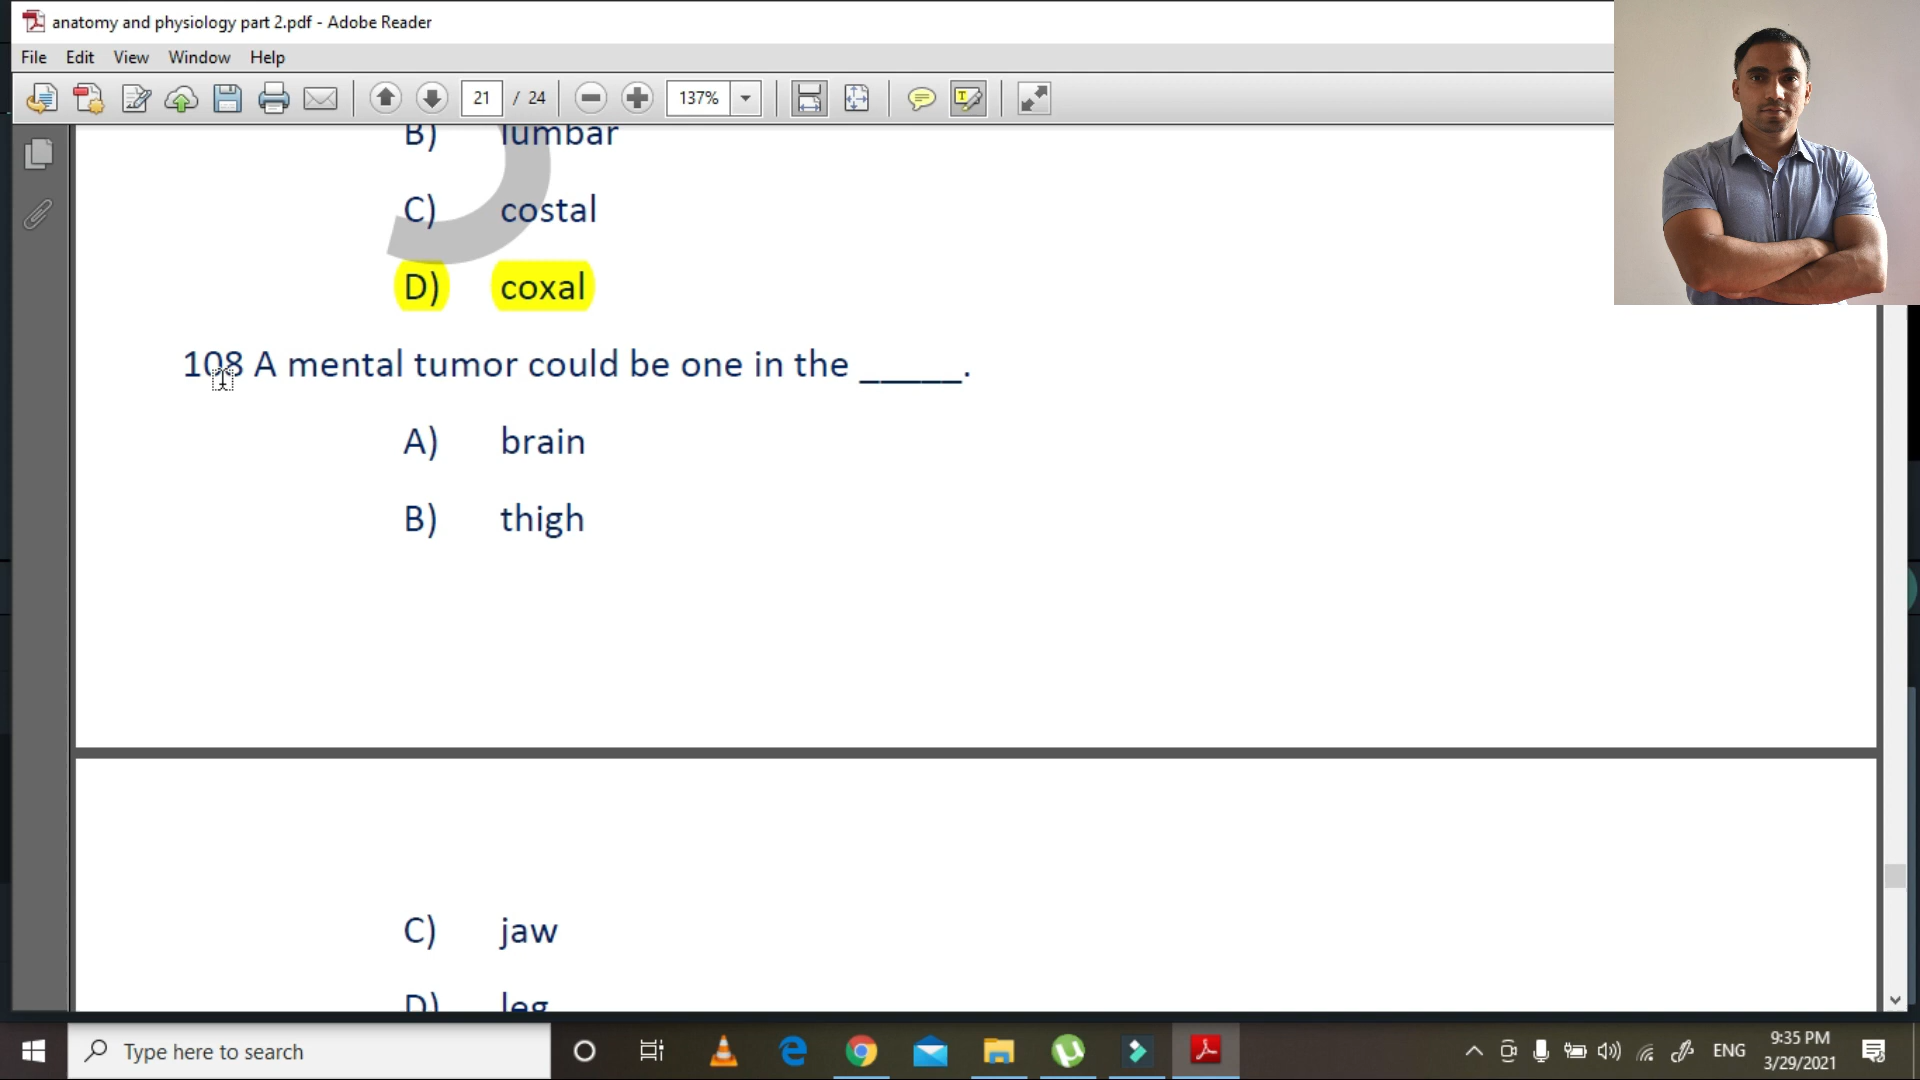 anatomy and physiology part 2.pdf - Adobe Reader
File Edit View Window Help
21 / 24 137%
B) lumbar
C) costal
D) coxal
108 A mental tumor could be one in the _____.
A) brain
B) thigh
C) jaw
D) leg
Type here to search
ENG
9:35 PM
3/29/2021